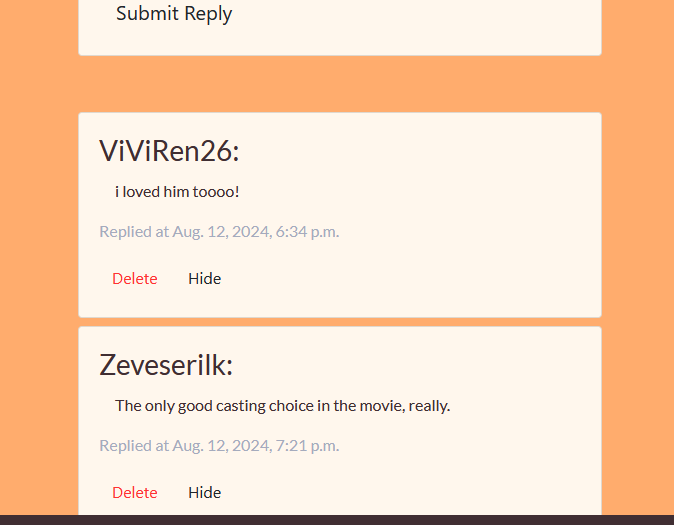 Submit Reply
ViViRen26:
i loved him toooo!
Replied at Aug. 12, 2024, 6:34 p.m.
Delete Hide
Zeveserilk:
The only good casting choice in the movie, really.
Replied at Aug. 12, 2024, 7:21 p.m.
Delete Hide